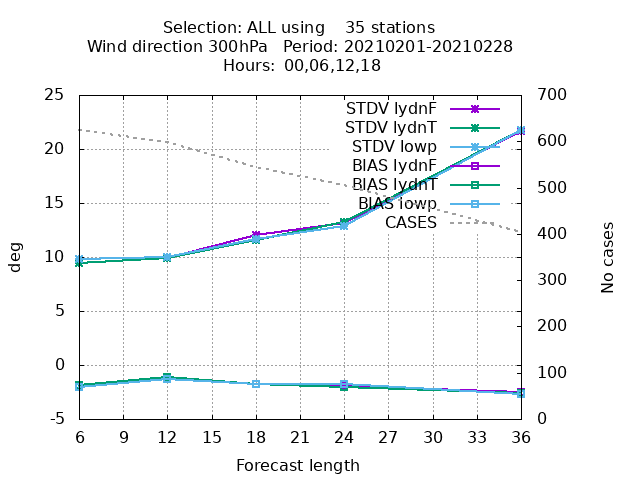 Selection: ALL using    35 stations
Wind direction 300hPa   Period: 20210201-20210228
Hours: 00,06,12,18
25
20
15
10
5
0
-5
700
600
500
400
300
200
100
0
STDV lydnF
STDV lydnT
STDV lowp
BIAS lydnF
BIAS lydnT
BIAS lowp
CASES
deg
No cases
6 9 12 15 18 21 24 27 30 33 36
Forecast length